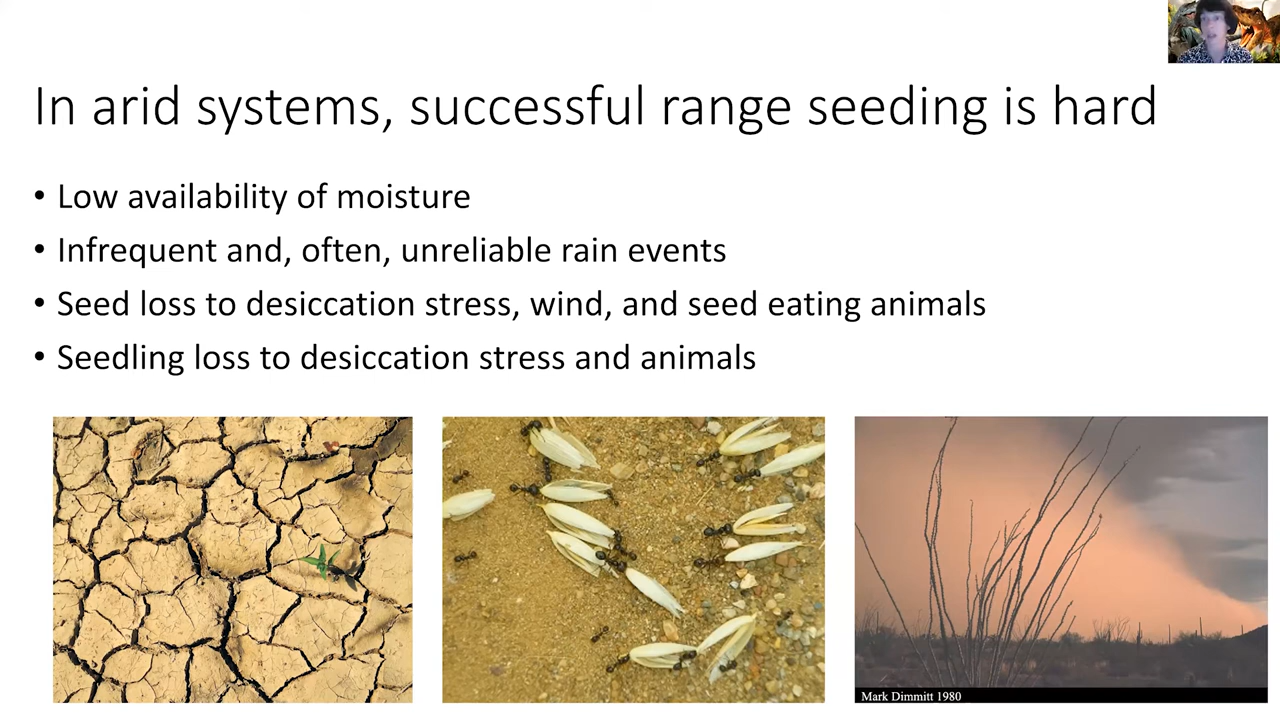 In arid systems, successful range seeding is hard
• Low availability of moisture
• Infrequent and, often, unreliable rain events
• Seed loss to desiccation stress, wind, and seed eating animals
• Seedling loss to desiccation stress and animals
Mark Dimmitt 1980